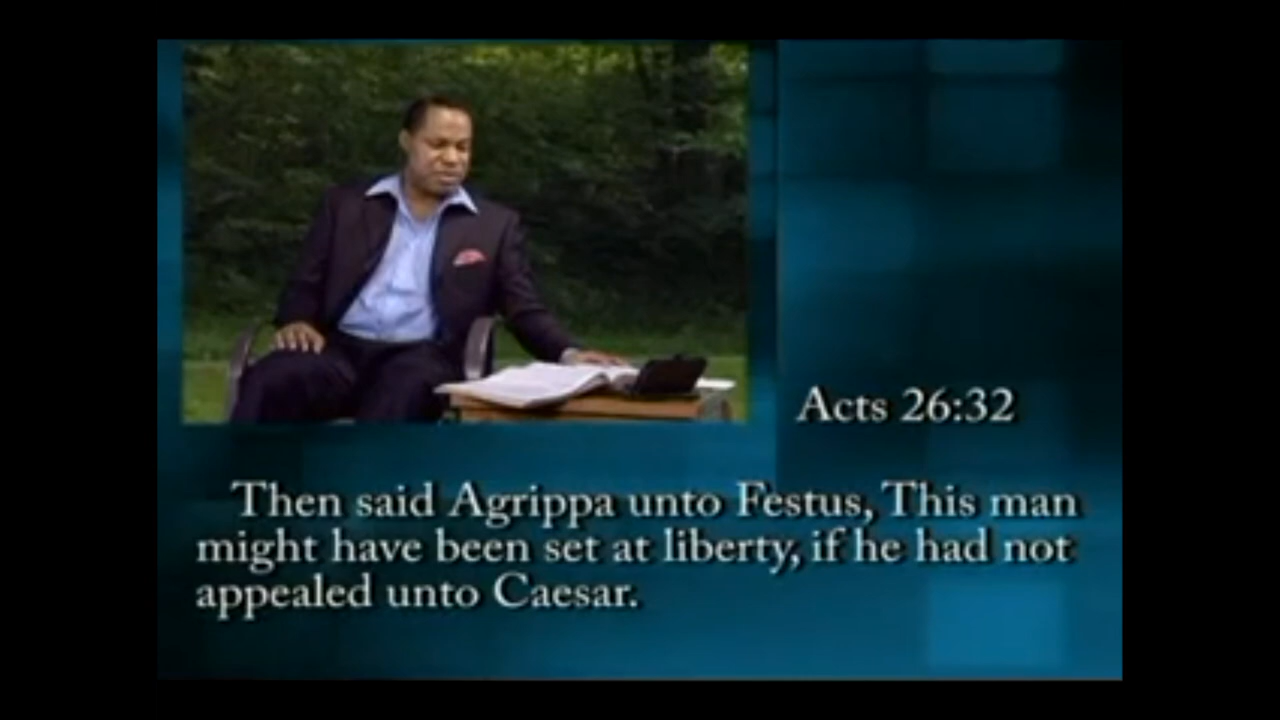 Acts 26:32
Then said Agrippa unto Festus, This man
might have been set at liberty, if he had not
appealed unto Caesar.